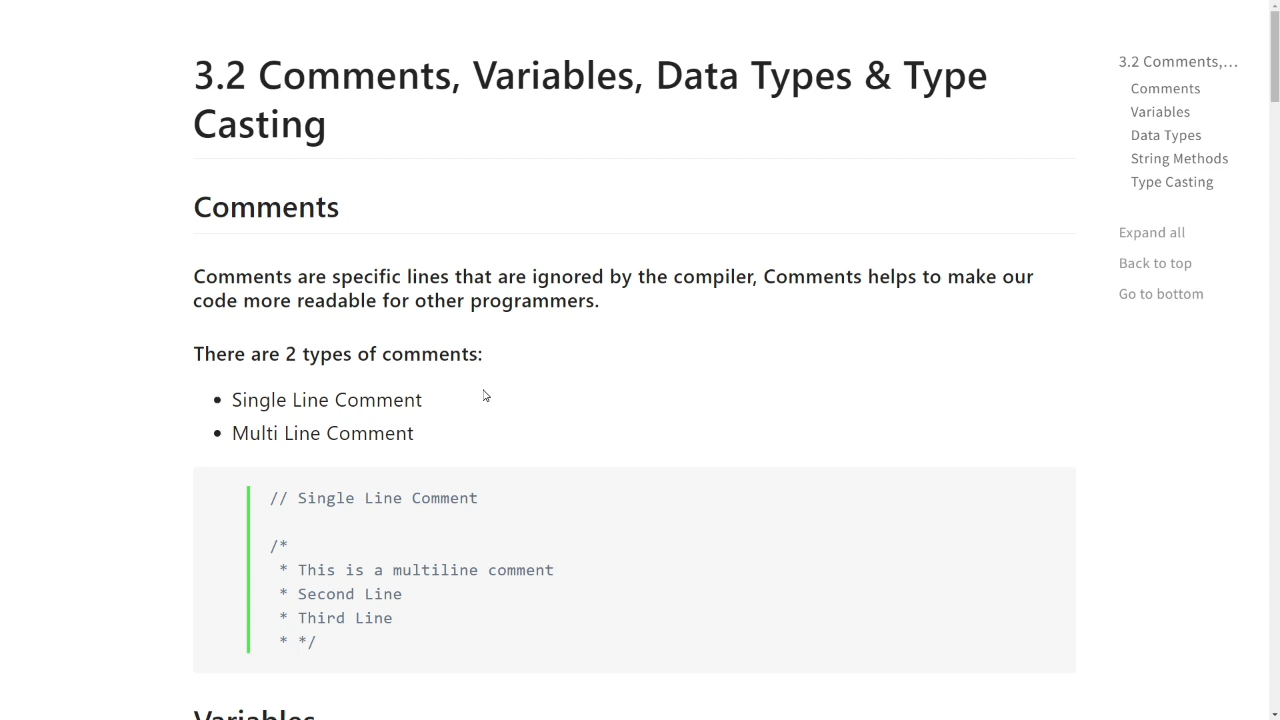 3.2 Comments, Variables, Data Types & Type
Casting
Comments
Comments are specific lines that are ignored by the compiler, Comments helps to make our
code more readable for other programmers.
There are 2 types of comments:
• Single Line Comment
• Multi Line Comment
// Single Line Comment
/*
* This is a multiline comment
* Second Line
* Third Line
* */
Variables
3.2 Comments,...
Comments
Variables
Data Types
String Methods
Type Casting
Expand all
Back to top
Go to bottom